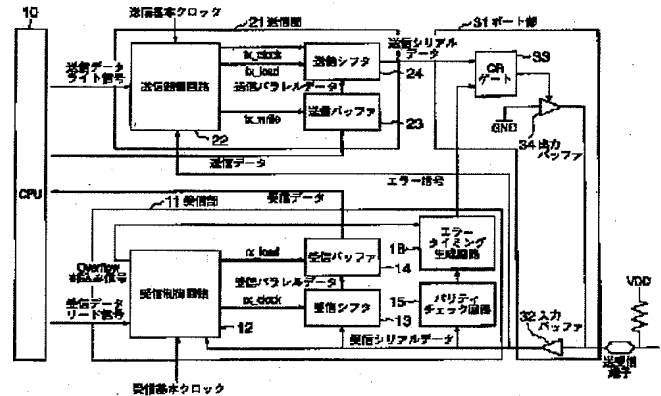 10
送信基本クロック
21 送信部
31 ポート部
送信シリアル
データ
33
送信データ
ライト信号
送信制御回路
tx_clock
tx_load
送信シフタ
24
送信パラレルデータ
tx_write
送信バッファ
23
22
ORゲート
GND
34 出力
バッファ
送信データ
エラー信号
受信データ
CPU
11 受信部
Overflow
受信データ
リード信号
受信制御回路
rx_load
受信バッファ
14
受信パラレルデータ
rx_clock
受信シフタ
13
12
エラー
タイミング
生成回路
16
パリティ
チェック回路
15
VDD
32 入力
バッファ
受信シリアルデータ
送受信
端子
受信基本クロック